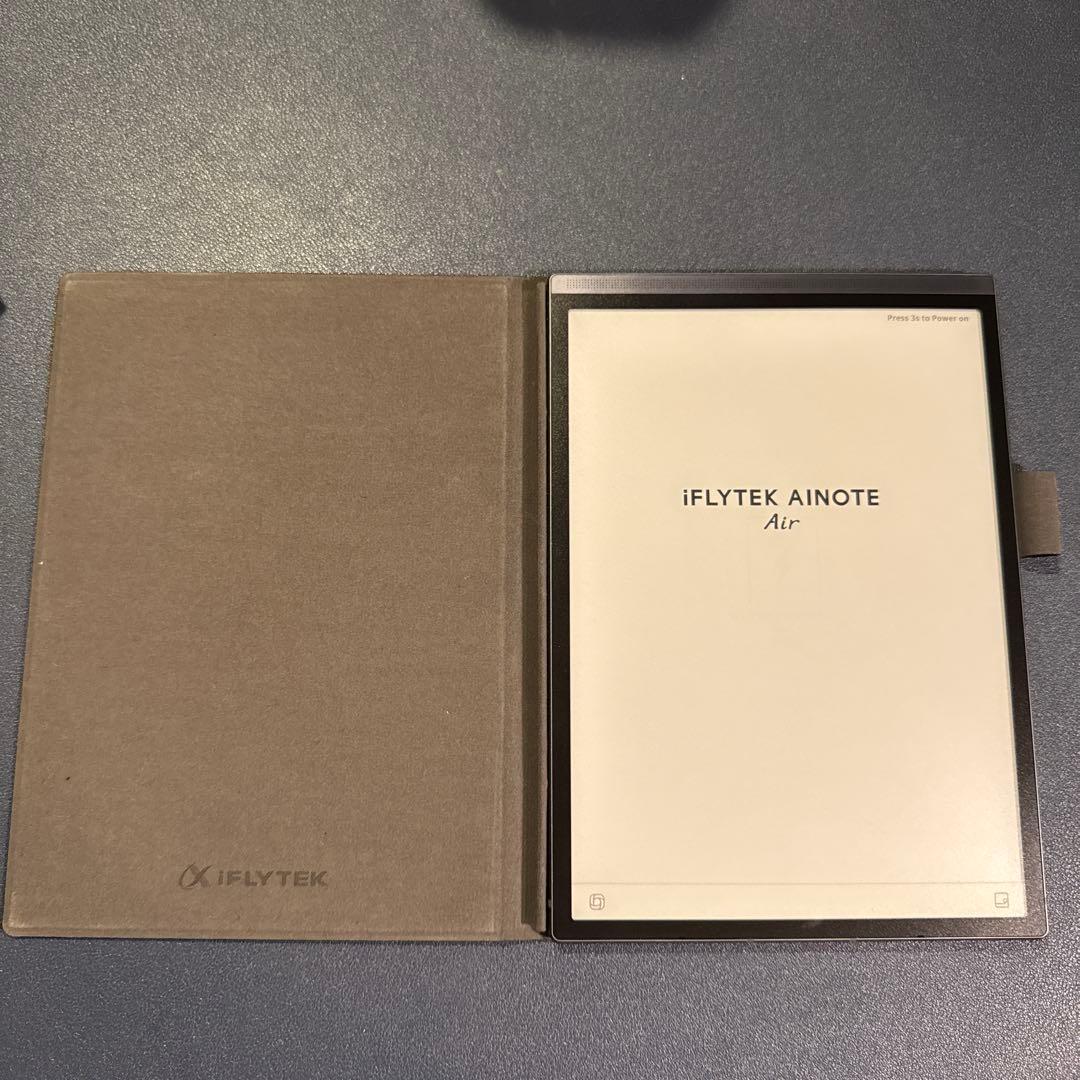 Press 3s to Power on
iFLYTEK AINOTE
Air
iFLYTEK